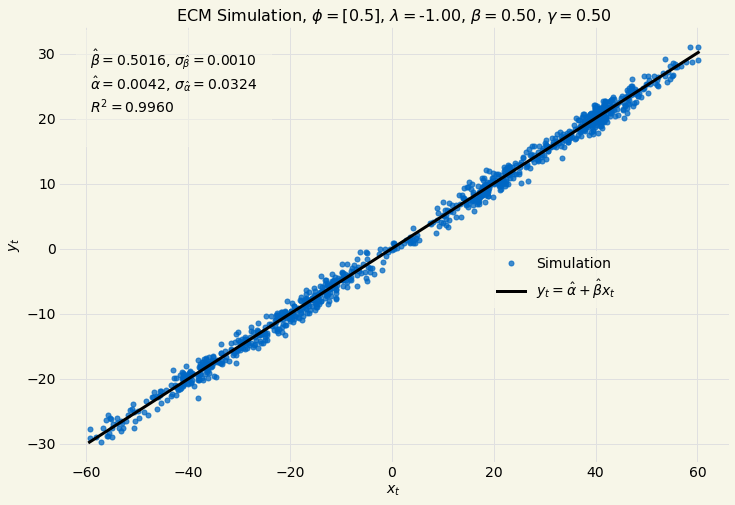 ECM Simulation, ϕ = [0.5], λ = -1.00, β = 0.50, γ = 0.50
β̂ = 0.5016, σ_β̂ = 0.0010
α̂ = 0.0042, σ_α̂ = 0.0324
R² = 0.9960
30
20
10
0
−10
−20
−30
y_t
Simulation
y_t = α̂ + β̂x_t
−60 −40 −20 0 20 40 60
x_t